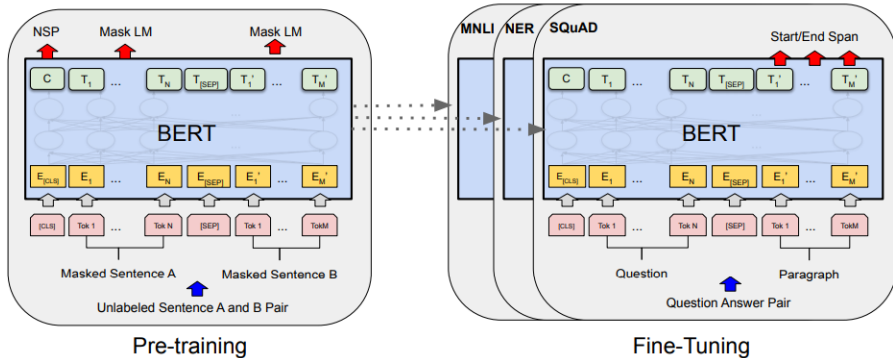 NSP Mask LM Mask LM
C T1 ... TN T[SEP] T1' ... TM'
BERT
E[CLS] E1 ... EN E[SEP] E1' ... EM'
[CLS] Tok 1 ... Tok N [SEP] Tok 1 ... TokM
Masked Sentence A Masked Sentence B
Unlabeled Sentence A and B Pair
Pre-training
MNLI NER SQuAD
Start/End Span
C T1 ... TN T[SEP] T1' ... TM'
BERT
E[CLS] E1 ... EN E[SEP] E1' ... EM'
[CLS] Tok 1 ... Tok N [SEP] Tok 1 ... TokM
Question Paragraph
Question Answer Pair
Fine-Tuning